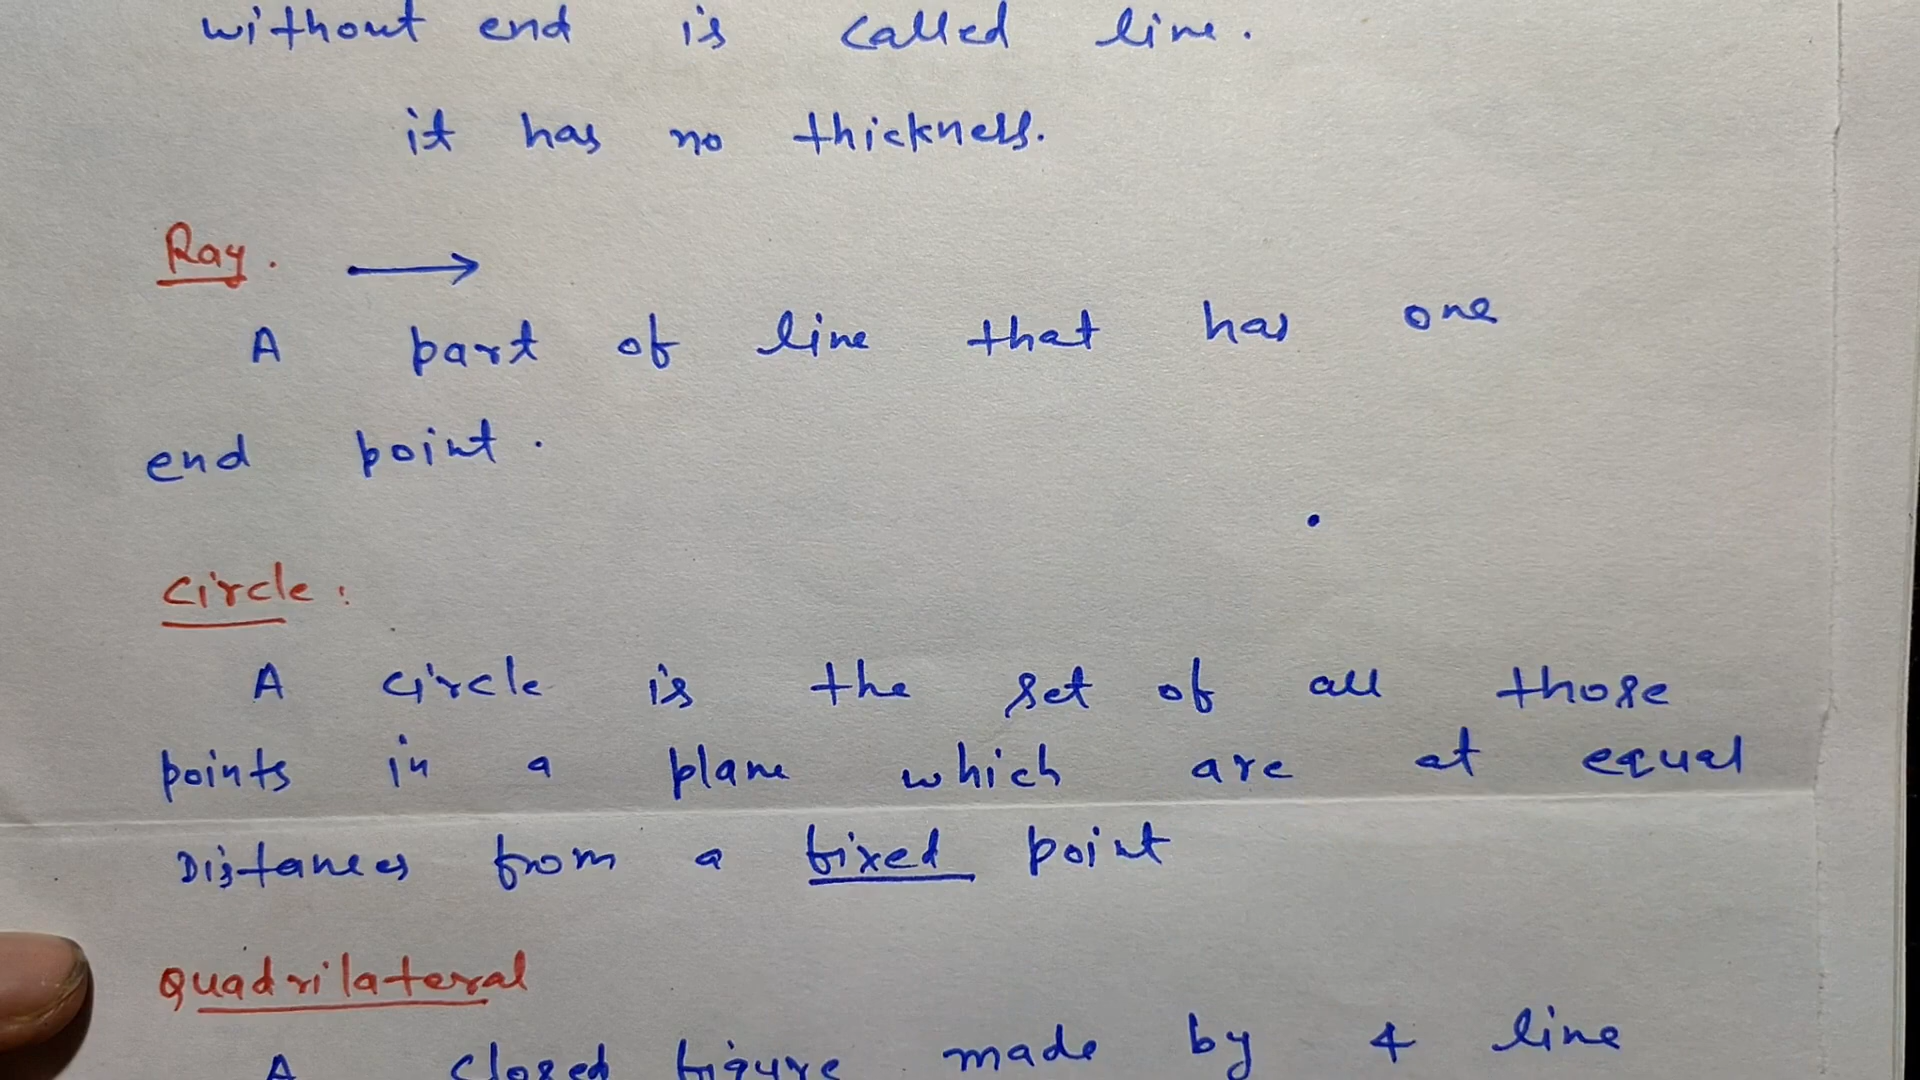 without end is called line.
it has no thickness.
Ray.
A part of line that has one
end point.
Circle:
A circle is the set of all those
points in a plane which are at equal
Distances from a fixed point
Quadrilateral
A closed figure made by 4 line